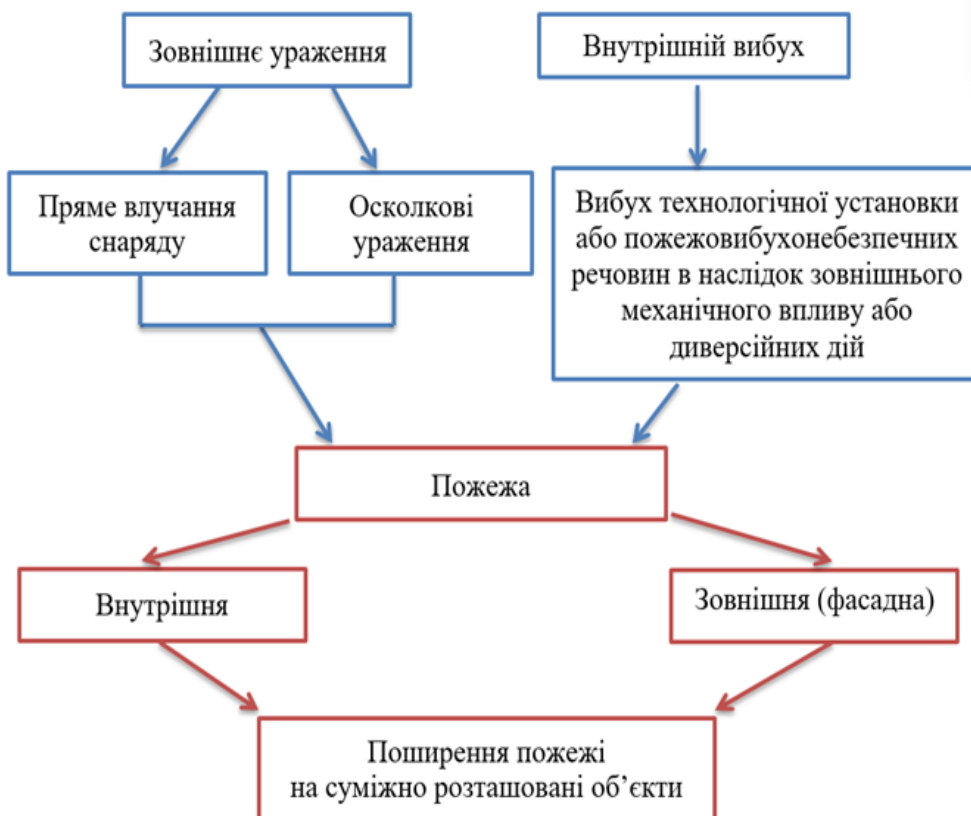 Зовнішнє ураження
Внутрішній вибух
Пряме влучання
снаряду
Осколкові
ураження
Вибух технологічної установки
або пожежовибухонебезпечних
речовин в наслідок зовнішнього
механічного впливу або
диверсійних дій
Пожежа
Внутрішня
Зовнішня (фасадна)
Поширення пожежі
на суміжно розташовані об’єкти